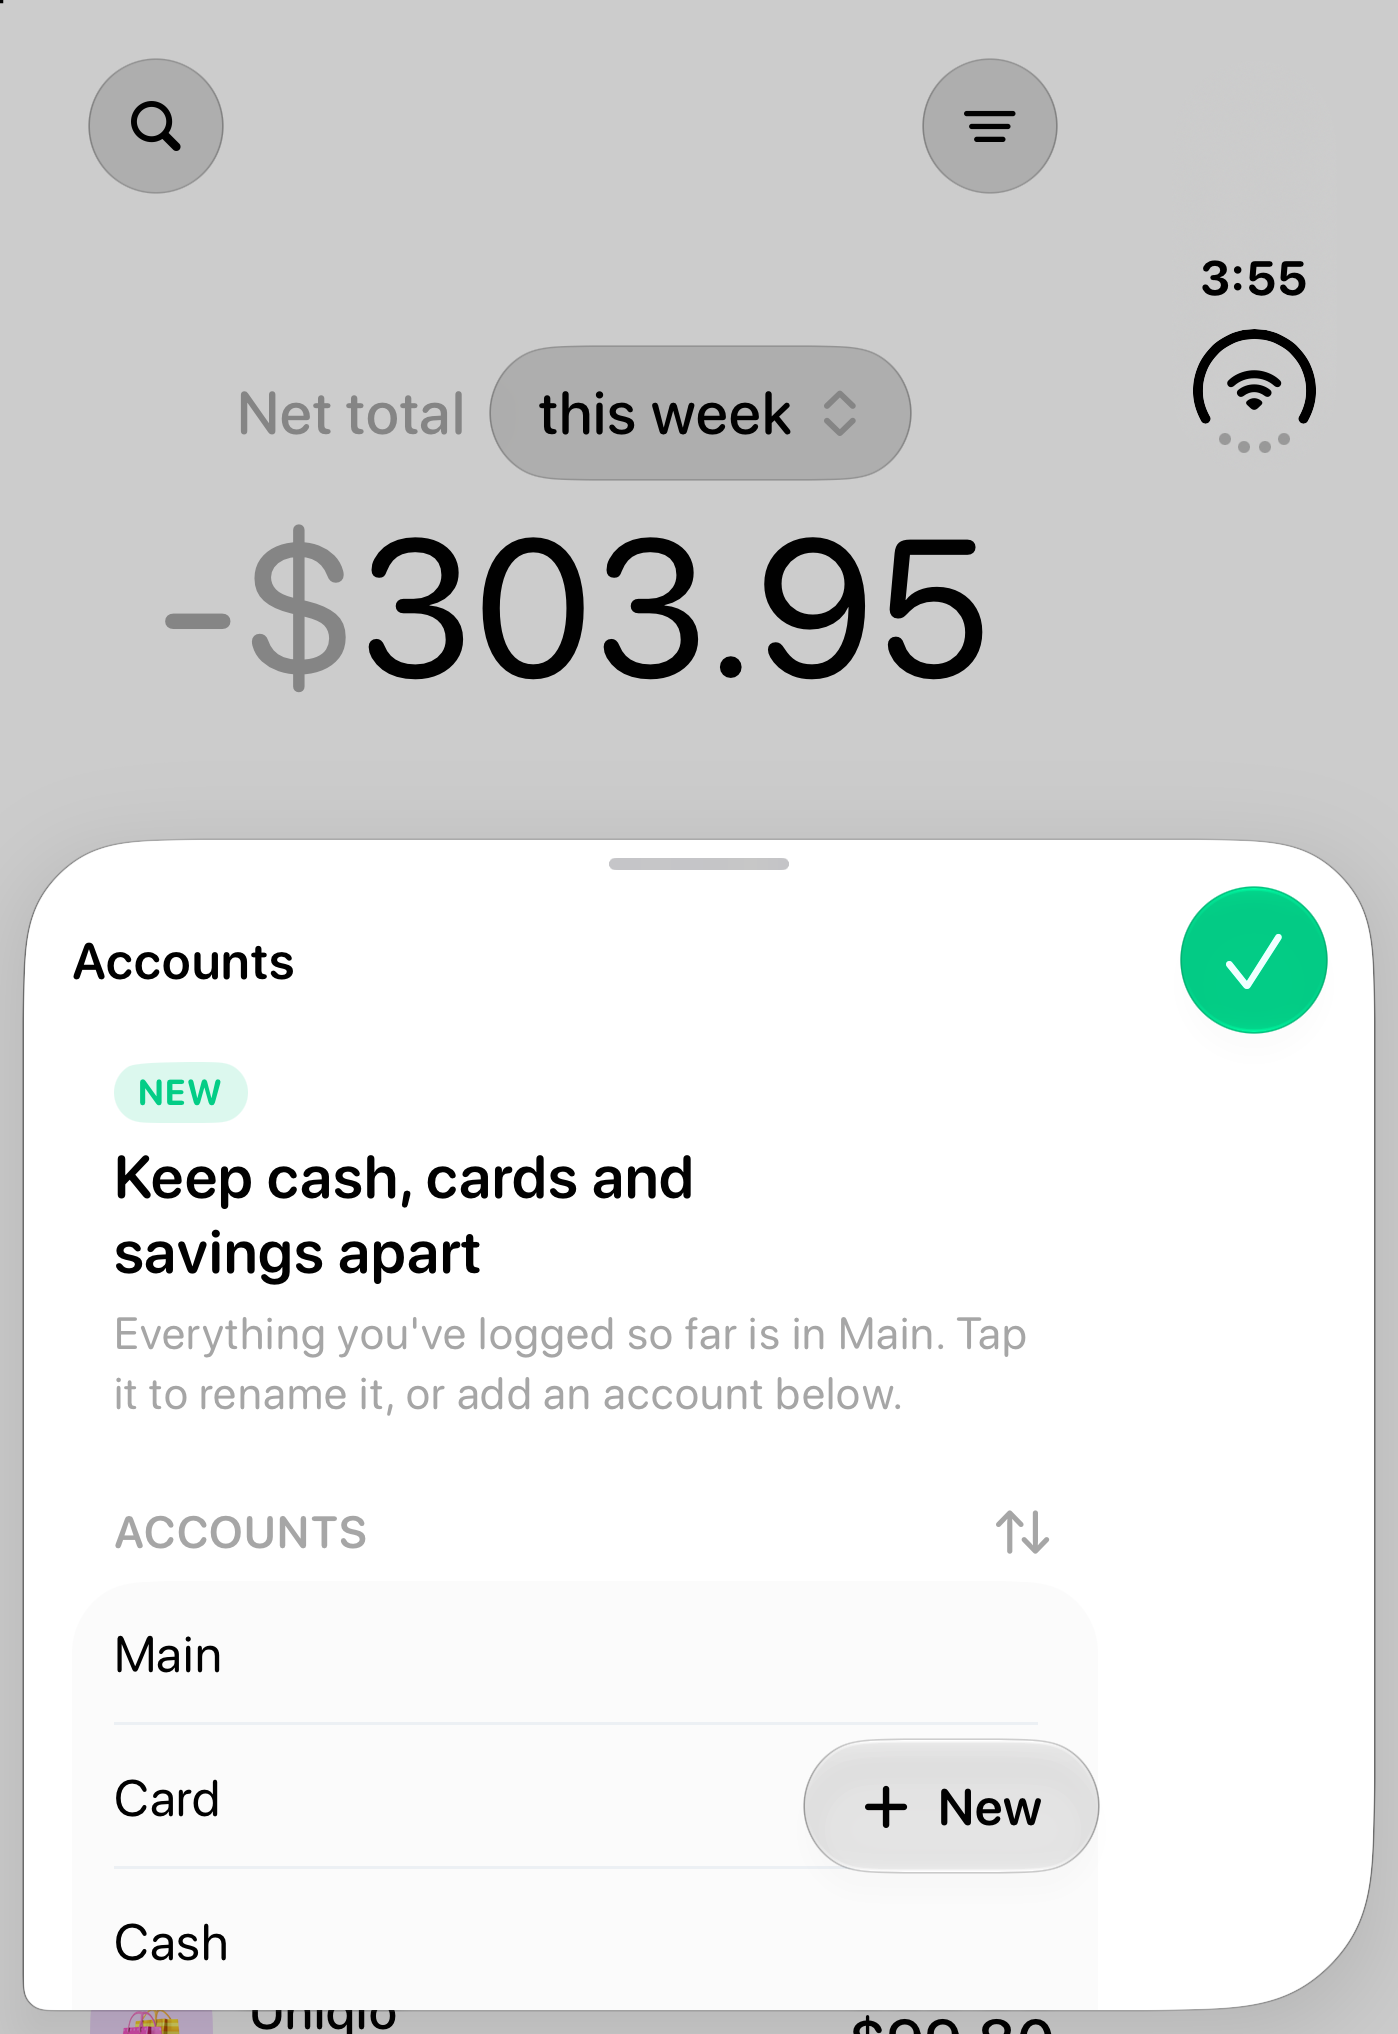 3:55
Net total this week
-$303.95
Accounts
NEW
Keep cash, cards and
savings apart
Everything you've logged so far is in Main. Tap
it to rename it, or add an account below.
ACCOUNTS
Main
Card
+ New
Cash
Uniqlo